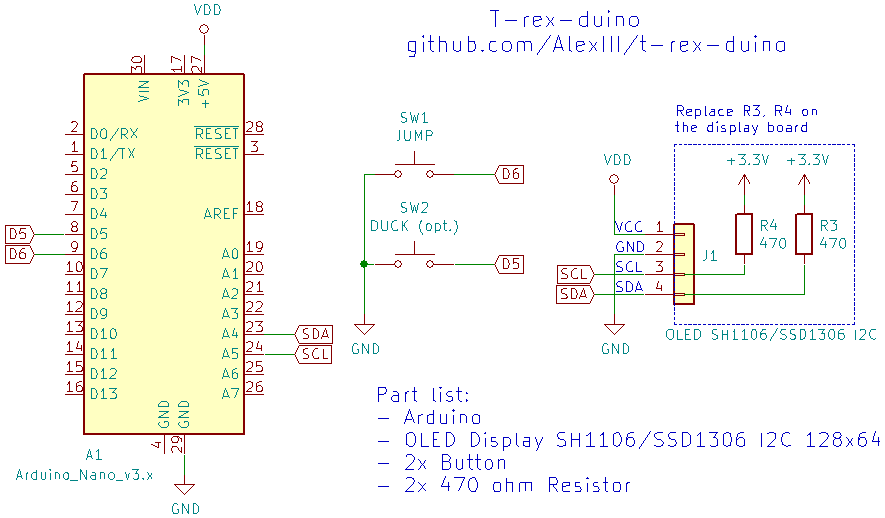 T-rex-duino
github.com/AlexIII/t-rex-duino
VDD
30
17
27
VIN
3V3
+5V
2 D0/RX
RESET 28
1 D1/TX
RESET 3
5 D2
6 D3
7 D4
AREF 18
D5 8 D5
D6 9 D6
A0 19
10 D7
A1 20
11 D8
A2 21
12 D9
A3 22
13 D10
A4 23 SDA
14 D11
A5 24 SCL
15 D12
A6 25
16 D13
A7 26
GND
GND
4
29
A1
Arduino_Nano_v3.x
GND
SW1
JUMP
D6
SW2
DUCK (opt.)
D5
GND
Replace R3, R4 on
the display board
VDD
+3.3V +3.3V
VCC 1
GND 2
SCL SCL 3
SDA SDA 4
J1
R4
470
R3
470
GND
OLED SH1106/SSD1306 I2C
Part list:
- Arduino
- OLED Display SH1106/SSD1306 I2C 128x64
- 2x Button
- 2x 470 ohm Resistor